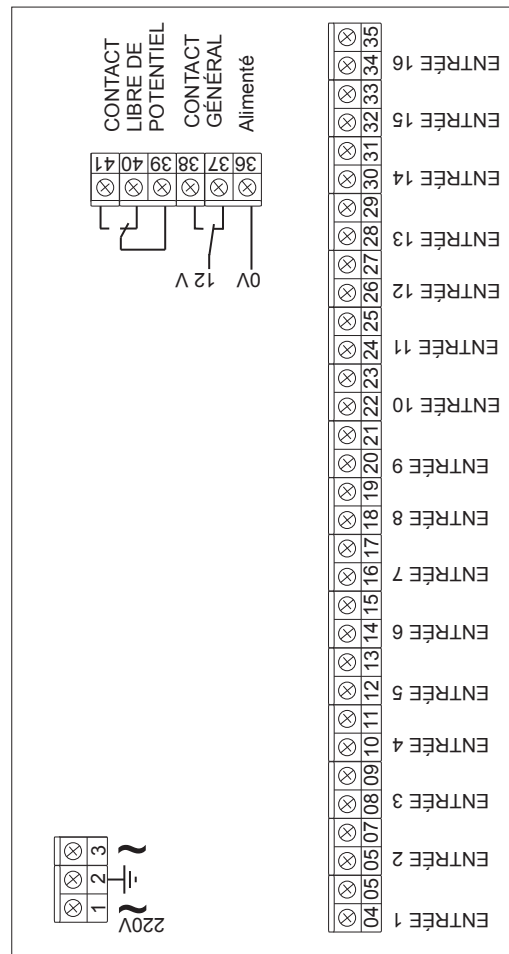 CONTACT
LIBRE DE
POTENTIEL
CONTACT
GÉNÉRAL
Alimenté
41 40 39 38 37 36
12 V
0V
35
34
ENTRÉE 16
33
32
ENTRÉE 15
31
30
ENTRÉE 14
29
28
ENTRÉE 13
27
26
ENTRÉE 12
25
24
ENTRÉE 11
23
22
ENTRÉE 10
21
20
ENTRÉE 9
19
18
ENTRÉE 8
17
16
ENTRÉE 7
15
14
ENTRÉE 6
13
12
ENTRÉE 5
11
10
ENTRÉE 4
09
08
ENTRÉE 3
07
05
ENTRÉE 2
05
04
ENTRÉE 1
3 ~
2
1 ~
220V